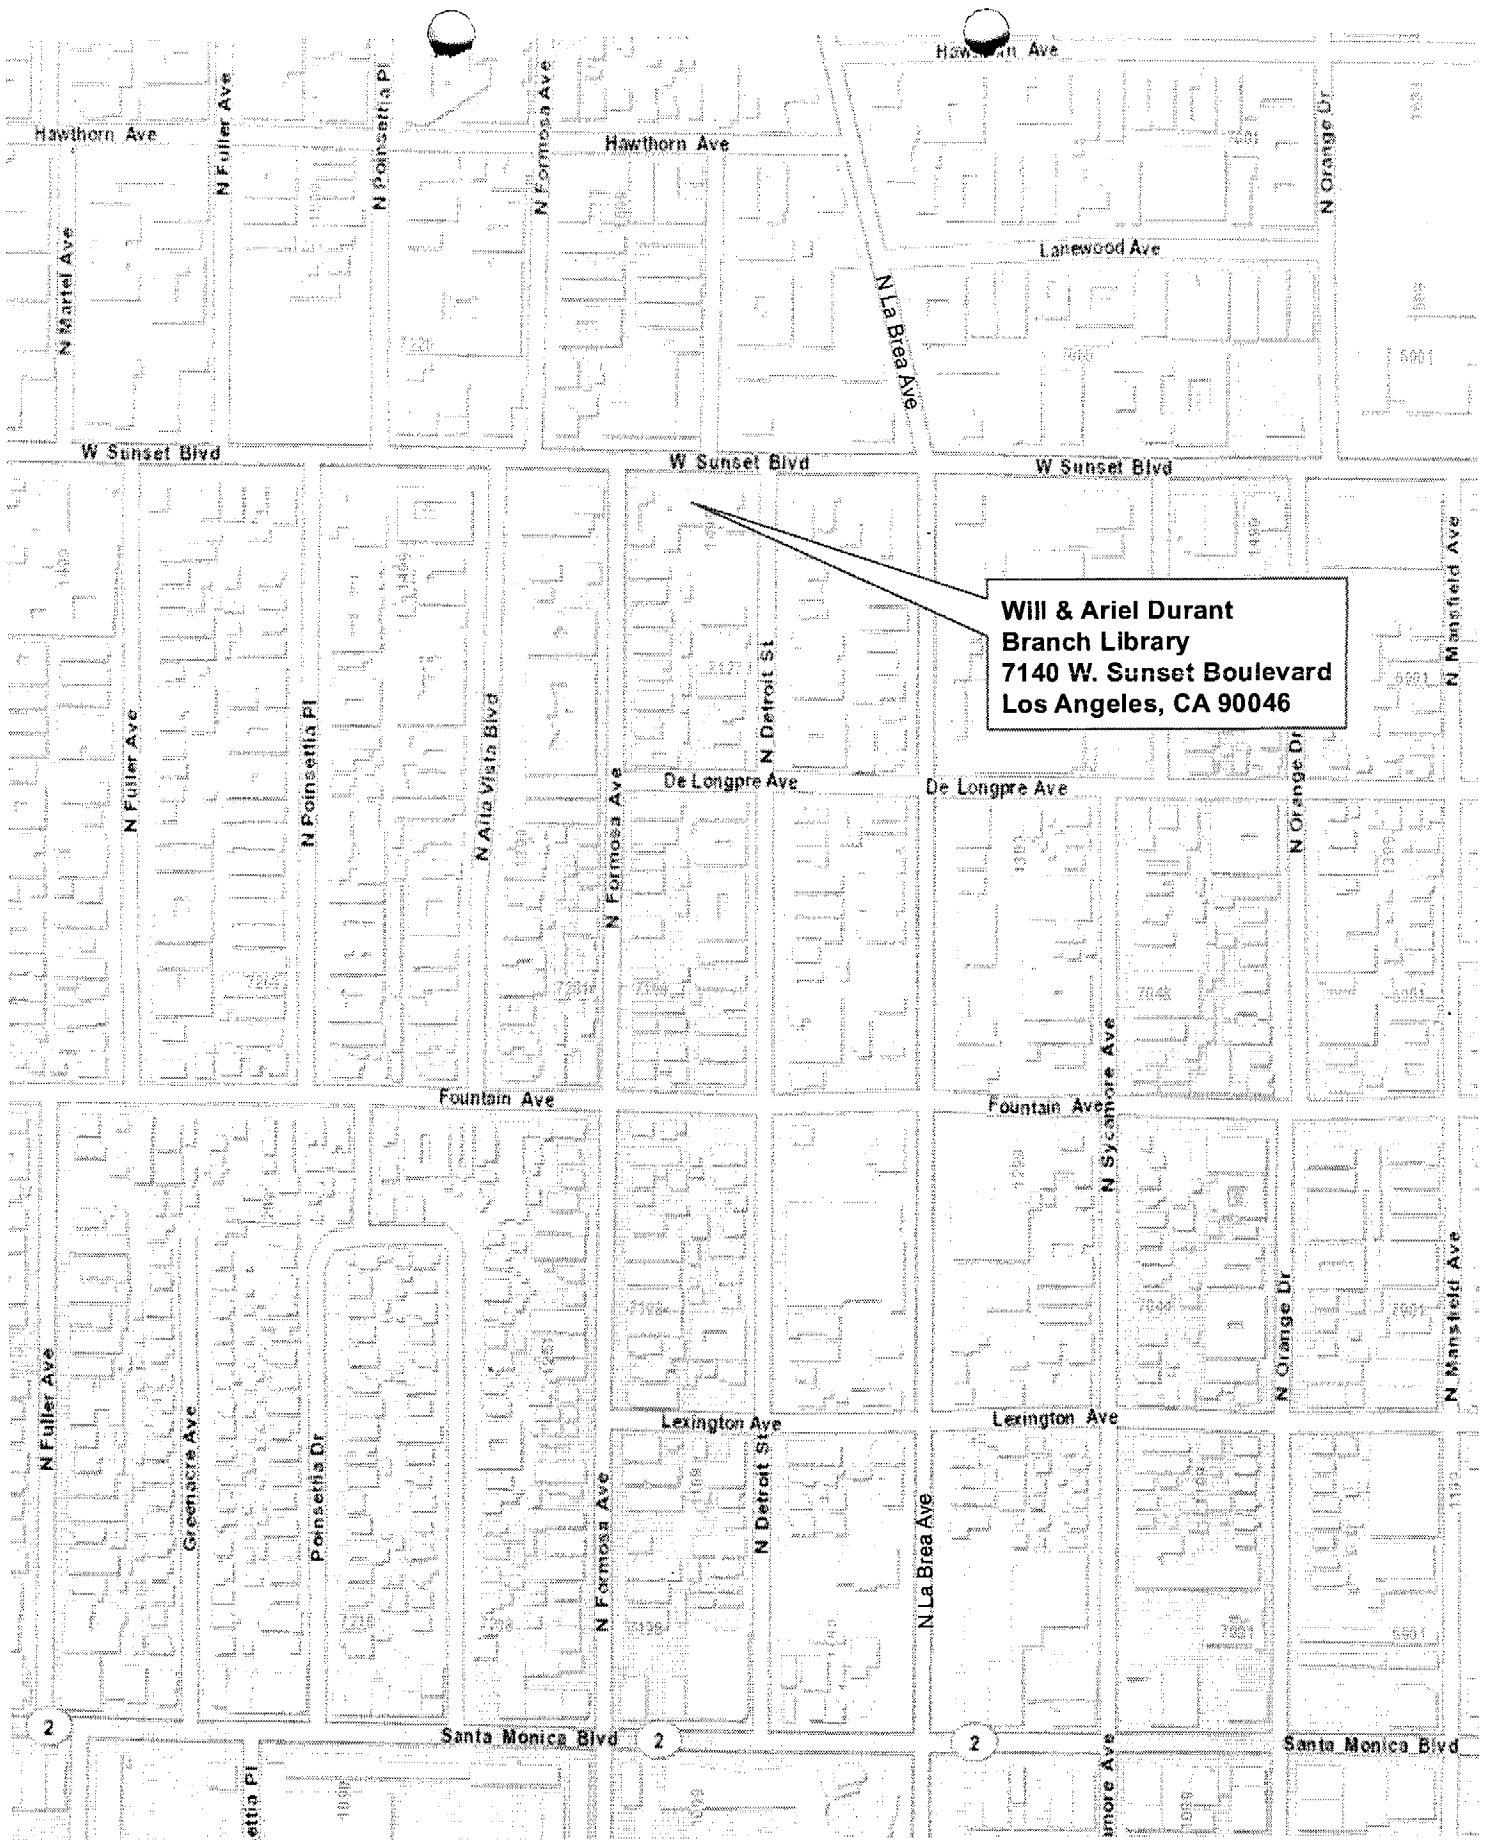 Hawthorn Ave
Hawthorn Ave
Hawthorn Ave
N Fuller Ave
N Poinsettia Pl
N Formosa Ave
N Orange Dr
N Martel Ave
Lanewood Ave
N La Brea Ave
W Sunset Blvd
W Sunset Blvd
W Sunset Blvd
Will & Ariel Durant
Branch Library
7140 W. Sunset Boulevard
Los Angeles, CA 90046
N Mansfield Ave
N Detroit St
N Fuller Ave
N Poinsettia Pl
N Alta Vista Blvd
N Formosa Ave
De Longpre Ave
De Longpre Ave
N Orange Dr
Fountain Ave
Fountain Ave
N Sycamore Ave
N Fuller Ave
Greenacre Ave
Poinsettia Dr
N Orange Dr
N Mansfield Ave
Lexington Ave
Lexington Ave
N Formosa Ave
N Detroit St
N La Brea Ave
2
Santa Monica Blvd
2
2
Santa Monica Blvd
ettia Pl
amore Ave